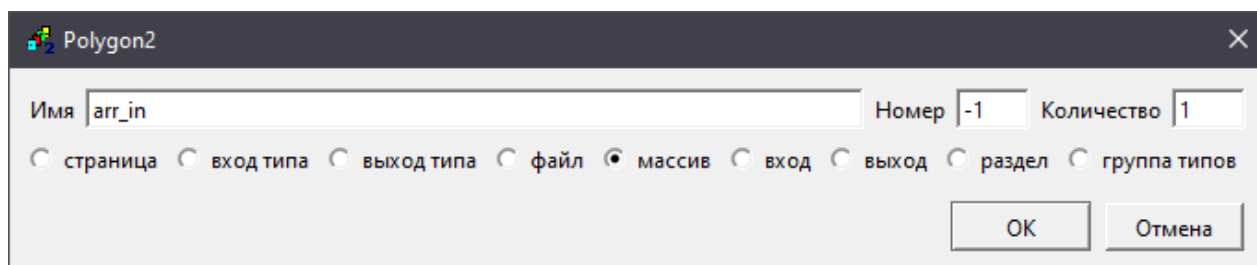 Polygon2
Имя arr_in Номер -1 Количество 1
страница вход типа выход типа файл массив вход выход раздел группа типов
OK Отмена